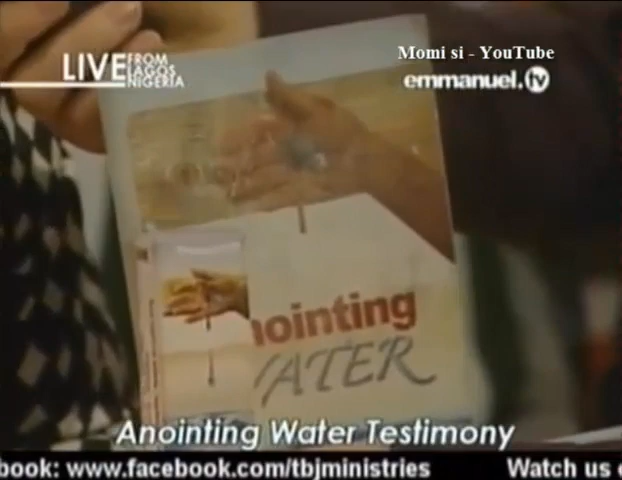 LIVE FROM
LAGOS
NIGERIA
Momi si - YouTube
emmanuel.tv
nointing
WATER
Anointing Water Testimony
book: www.facebook.com/tbjministries Watch us